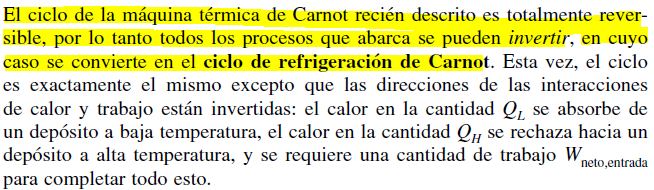 El ciclo de la máquina térmica de Carnot recién descrito es totalmente rever-
sible, por lo tanto todos los procesos que abarca se pueden invertir, en cuyo
caso se convierte en el ciclo de refrigeración de Carnot. Esta vez, el ciclo
es exactamente el mismo excepto que las direcciones de las interacciones
de calor y trabajo están invertidas: el calor en la cantidad Q_L se absorbe de
un depósito a baja temperatura, el calor en la cantidad Q_H se rechaza hacia un
depósito a alta temperatura, y se requiere una cantidad de trabajo W_neto,entrada
para completar todo esto.